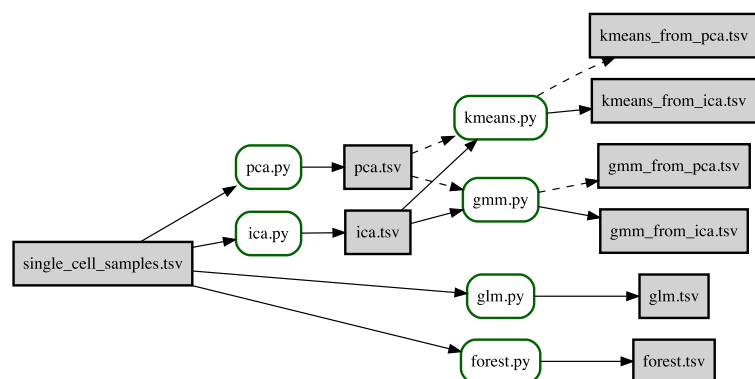 kmeans_from_pca.tsv
kmeans_from_ica.tsv
kmeans.py
pca.py
pca.tsv
gmm_from_pca.tsv
gmm.py
ica.py
ica.tsv
gmm_from_ica.tsv
single_cell_samples.tsv
glm.py
glm.tsv
forest.py
forest.tsv